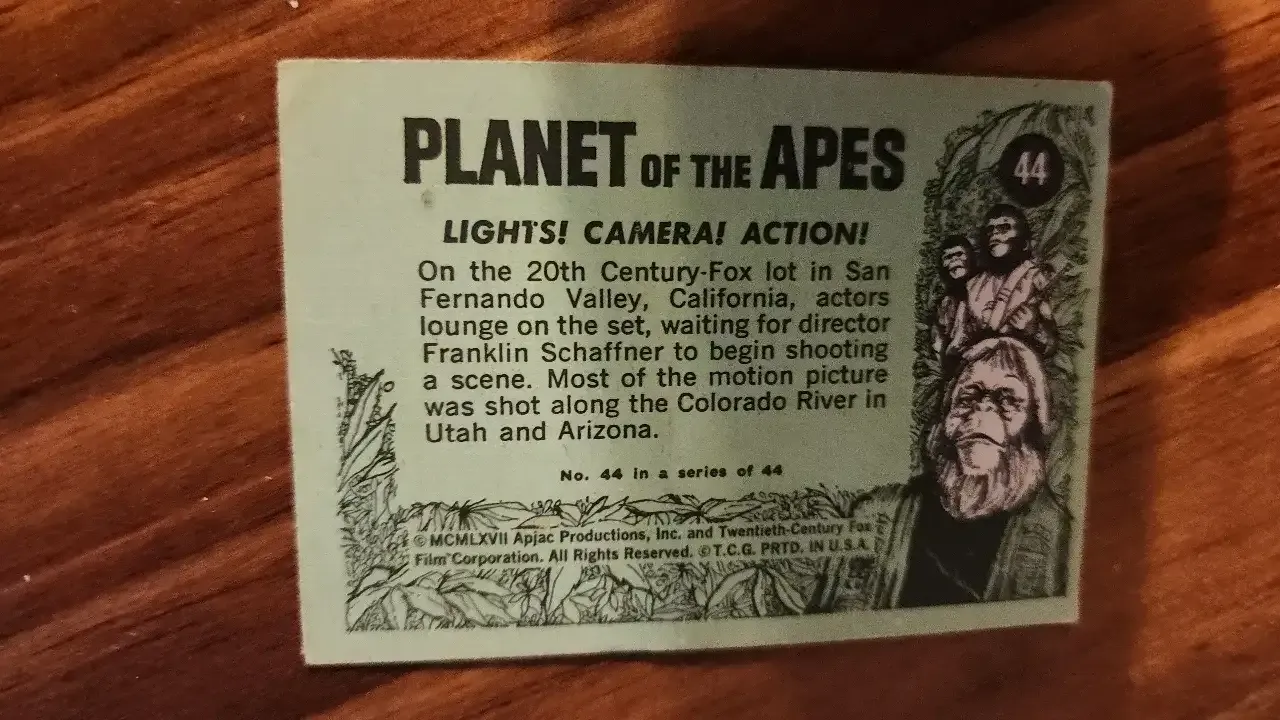 PLANET OF THE APES
44
LIGHTS! CAMERA! ACTION!
On the 20th Century-Fox lot in San
Fernando Valley, California, actors
lounge on the set, waiting for director
Franklin Schaffner to begin shooting
a scene. Most of the motion picture
was shot along the Colorado River in
Utah and Arizona.
No. 44 in a series of 44
© MCMLXVII Apjac Productions, Inc. and Twentieth-Century Fox
Film Corporation. All Rights Reserved. © T.C.G. PRTD. IN U.S.A.